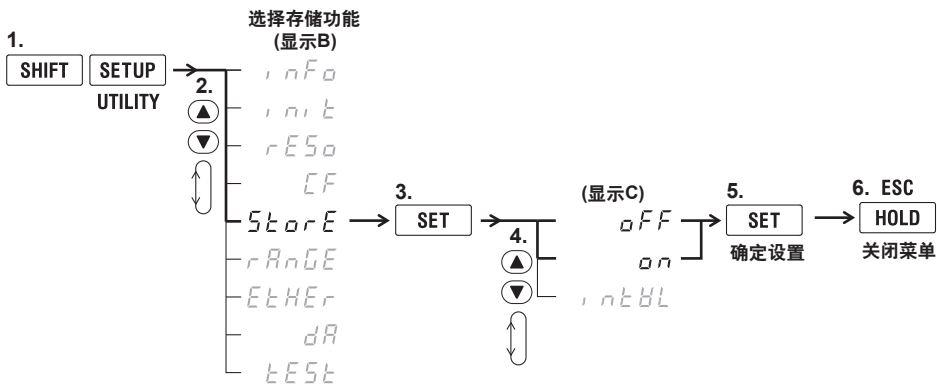 选择存储功能
(显示B)
1.
SHIFT SETUP
UTILITY
2.
inFo
init
rESo
CF
StorE
rAnGE
EtHEr
dA
tESt
3.
SET
4.
(显示C)
oFF
on
intVL
5.
SET
确定设置
6. ESC
HOLD
关闭菜单